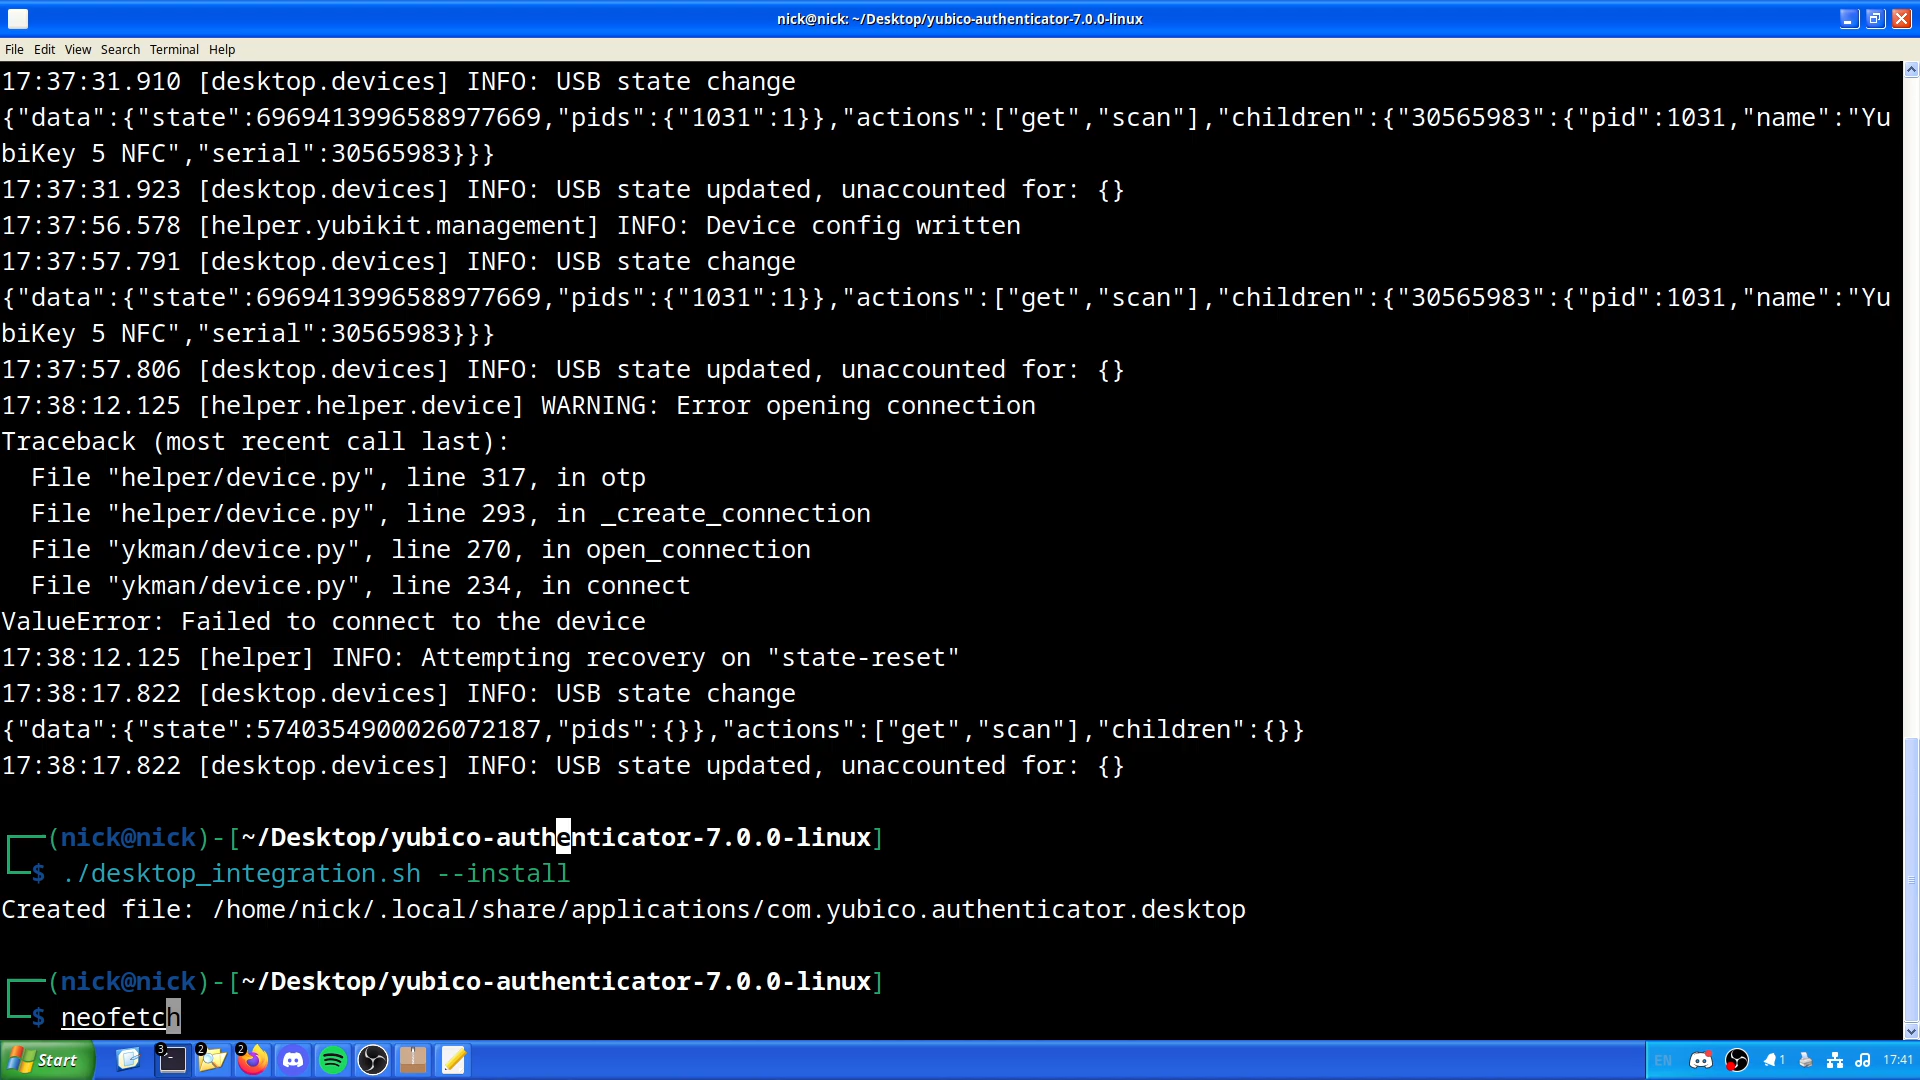 nick@nick: ~/Desktop/yubico-authenticator-7.0.0-linux
File Edit View Search Terminal Help
17:37:31.910 [desktop.devices] INFO: USB state change
{"data":{"state":6969413996588977669,"pids":{"1031":1}},"actions":["get","scan"],"children":{"30565983":{"pid":1031,"name":"Yu
biKey 5 NFC","serial":30565983}}}
17:37:31.923 [desktop.devices] INFO: USB state updated, unaccounted for: {}
17:37:56.578 [helper.yubikit.management] INFO: Device config written
17:37:57.791 [desktop.devices] INFO: USB state change
{"data":{"state":6969413996588977669,"pids":{"1031":1}},"actions":["get","scan"],"children":{"30565983":{"pid":1031,"name":"Yu
biKey 5 NFC","serial":30565983}}}
17:37:57.806 [desktop.devices] INFO: USB state updated, unaccounted for: {}
17:38:12.125 [helper.helper.device] WARNING: Error opening connection
Traceback (most recent call last):
  File "helper/device.py", line 317, in otp
  File "helper/device.py", line 293, in _create_connection
  File "ykman/device.py", line 270, in open_connection
  File "ykman/device.py", line 234, in connect
ValueError: Failed to connect to the device
17:38:12.125 [helper] INFO: Attempting recovery on "state-reset"
17:38:17.822 [desktop.devices] INFO: USB state change
{"data":{"state":5740354900026072187,"pids":{}},"actions":["get","scan"],"children":{}}
17:38:17.822 [desktop.devices] INFO: USB state updated, unaccounted for: {}
┌──(nick@nick)-[~/Desktop/yubico-authenticator-7.0.0-linux]
└─$ ./desktop_integration.sh --install
Created file: /home/nick/.local/share/applications/com.yubico.authenticator.desktop
┌──(nick@nick)-[~/Desktop/yubico-authenticator-7.0.0-linux]
└─$ neofetch
Start 3 2 2 EN 1 17:41